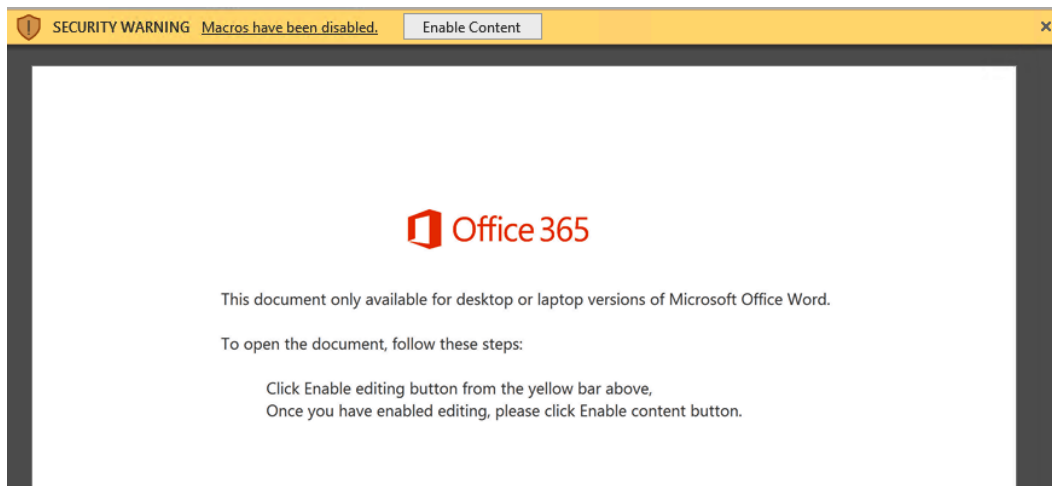 SECURITY WARNING Macros have been disabled. Enable Content
Office 365
This document only available for desktop or laptop versions of Microsoft Office Word.
To open the document, follow these steps:
Click Enable editing button from the yellow bar above,
Once you have enabled editing, please click Enable content button.